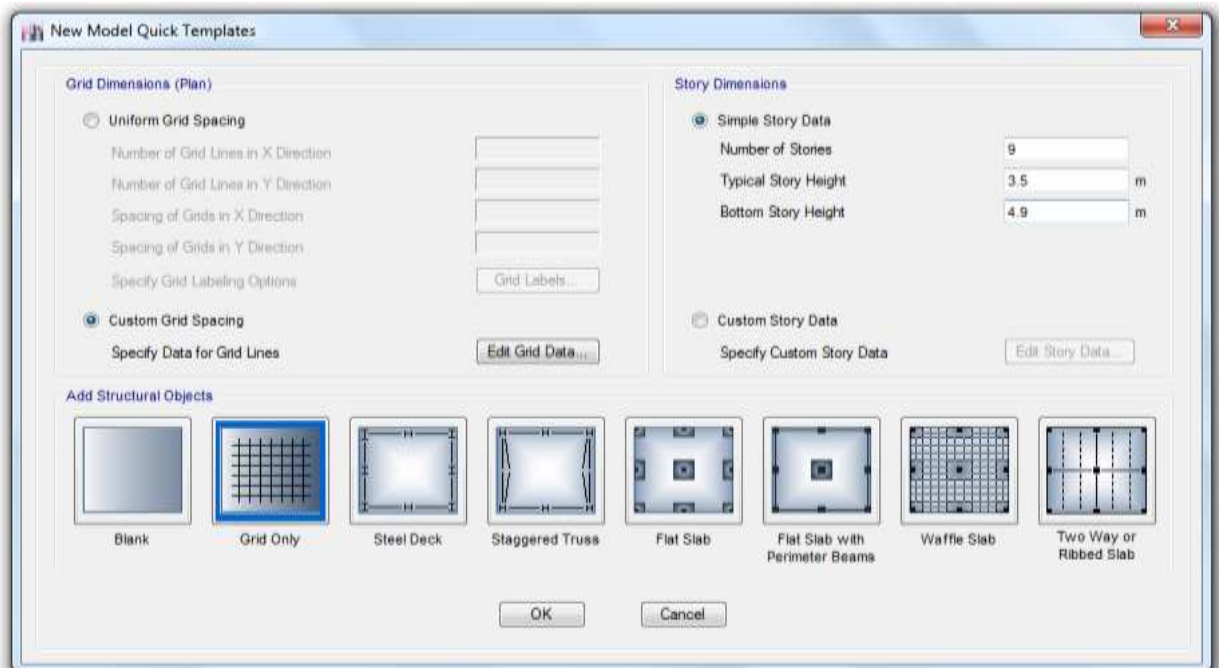 New Model Quick Templates
Grid Dimensions (Plan)
Uniform Grid Spacing
Number of Grid Lines in X Direction
Number of Grid Lines in Y Direction
Spacing of Grids in X Direction
Spacing of Grids in Y Direction
Specify Grid Labeling Options
Grid Labels...
Custom Grid Spacing
Specify Data for Grid Lines
Edit Grid Data...
Story Dimensions
Simple Story Data
Number of Stories 9
Typical Story Height 3.5 m
Bottom Story Height 4.9 m
Custom Story Data
Specify Custom Story Data
Edit Story Data...
Add Structural Objects
Blank
Grid Only
Steel Deck
Staggered Truss
Flat Slab
Flat Slab with
Perimeter Beams
Waffle Slab
Two Way or
Ribbed Slab
OK
Cancel